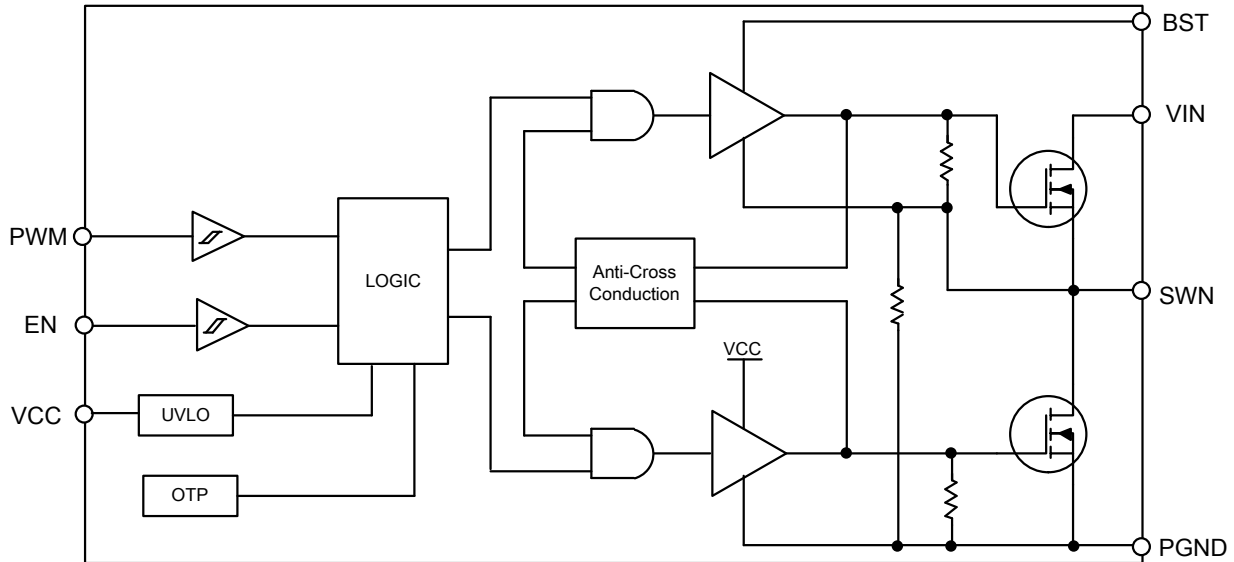 BST
VIN
PWM
LOGIC
Anti-Cross
Conduction
SWN
EN
VCC
VCC
UVLO
OTP
PGND